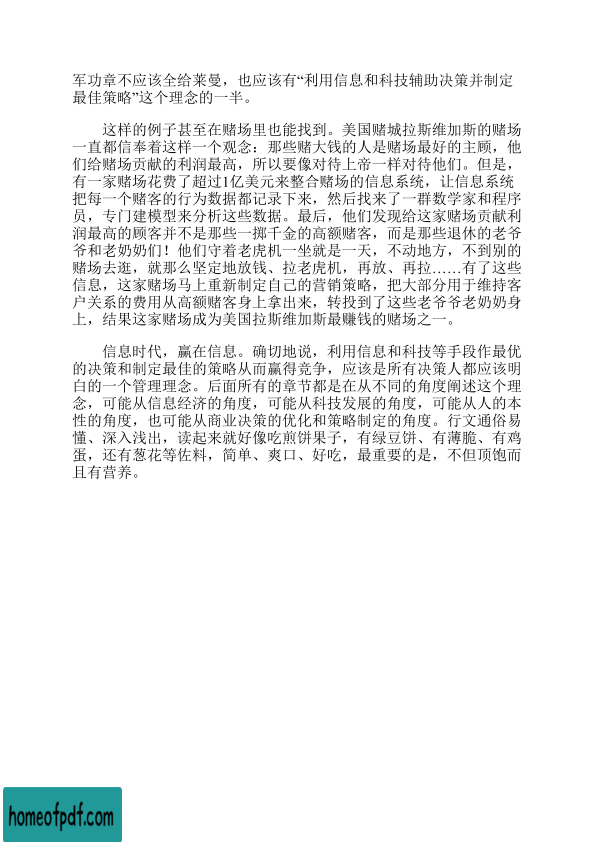 军功章不应该全给莱曼，也应该有“利用信息和科技辅助决策并制定
最佳策略”这个理念的一半。
这样的例子甚至在赌场里也能找到。美国赌城拉斯维加斯的赌场
一直都信奉着这样一个观念：那些赌大钱的人是赌场最好的主顾，他
们给赌场贡献的利润最高，所以要像对待上帝一样对待他们。但是，
有一家赌场花费了超过1亿美元来整合赌场的信息系统，让信息系统
把每一个赌客的行为数据都记录下来，然后找来了一群数学家和程序
员，专门建模型来分析这些数据。最后，他们发现给这家赌场贡献利
润最高的顾客并不是那些一掷千金的高额赌客，而是那些退休的老爷
爷和老奶奶们！他们守着老虎机一坐就是一天，不动地方，不到别的
赌场去逛，就那么坚定地放钱、拉老虎机，再放、再拉……有了这些
信息，这家赌场马上重新制定自己的营销策略，把大部分用于维持客
户关系的费用从高额赌客身上拿出来，转投到了这些老爷爷老奶奶身
上，结果这家赌场成为美国拉斯维加斯最赚钱的赌场之一。
信息时代，赢在信息。确切地说，利用信息和科技等手段作最优
的决策和制定最佳的策略从而赢得竞争，应该是所有决策人都应该明
白的一个管理理念。后面所有的章节都是在从不同的角度阐述这个理
念，可能从信息经济的角度，可能从科技发展的角度，可能从人的本
性的角度，也可能从商业决策的优化和策略制定的角度。行文通俗易
懂、深入浅出，读起来就好像吃煎饼果子，有绿豆饼、有薄脆、有鸡
蛋，还有葱花等佐料，简单、爽口、好吃，最重要的是，不但顶饱而
且有营养。
homeofpdf.com